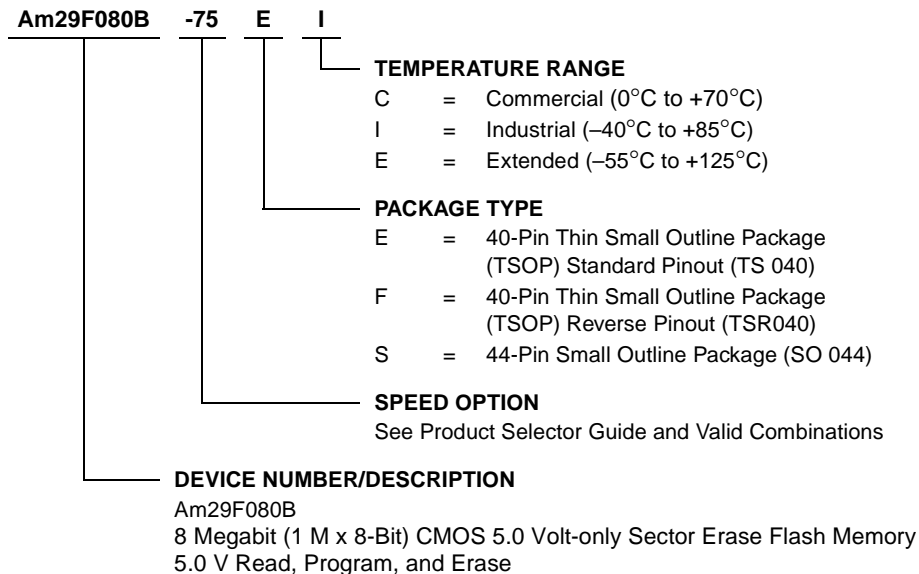 Am29F080B -75 E I
TEMPERATURE RANGE
C = Commercial (0°C to +70°C)
I = Industrial (–40°C to +85°C)
E = Extended (–55°C to +125°C)
PACKAGE TYPE
E = 40-Pin Thin Small Outline Package
(TSOP) Standard Pinout (TS 040)
F = 40-Pin Thin Small Outline Package
(TSOP) Reverse Pinout (TSR040)
S = 44-Pin Small Outline Package (SO 044)
SPEED OPTION
See Product Selector Guide and Valid Combinations
DEVICE NUMBER/DESCRIPTION
Am29F080B
8 Megabit (1 M x 8-Bit) CMOS 5.0 Volt-only Sector Erase Flash Memory
5.0 V Read, Program, and Erase